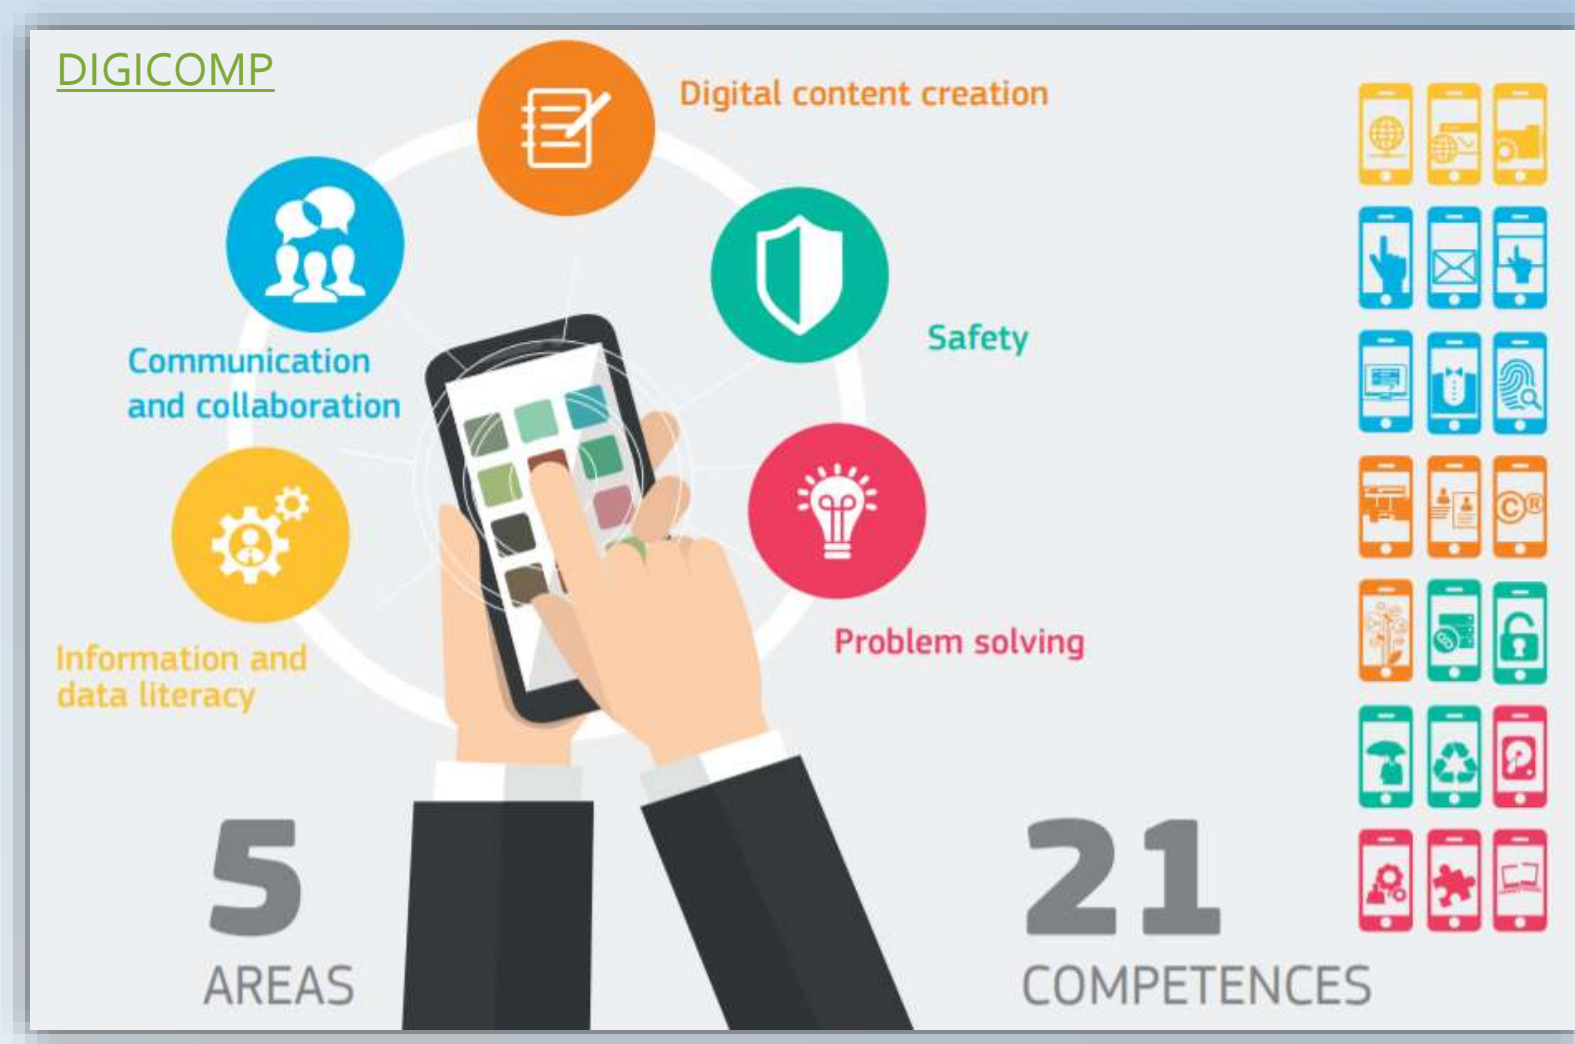 DIGICOMP
Digital content creation
Communication
and collaboration
Safety
Information and
data literacy
Problem solving
5
AREAS
21
COMPETENCES
© ®